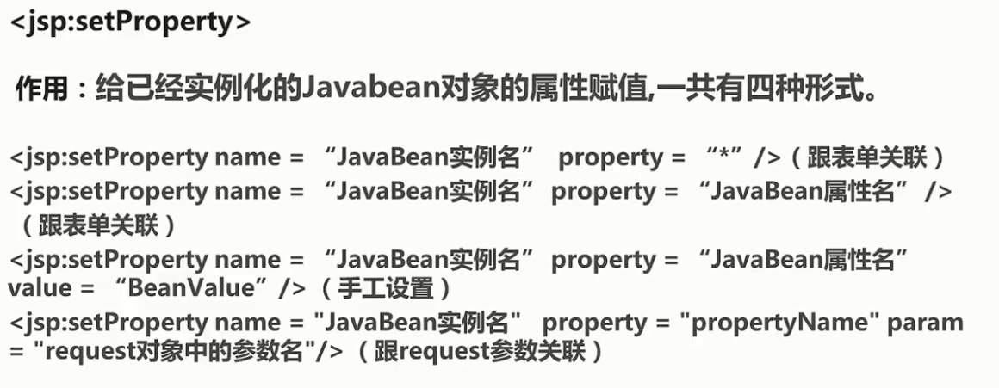 <jsp:setProperty>
作用：给已经实例化的Javabean对象的属性赋值,一共有四种形式。
<jsp:setProperty name = “JavaBean实例名” property = “*” />（跟表单关联）
<jsp:setProperty name = “JavaBean实例名” property = “JavaBean属性名” />
（跟表单关联）
<jsp:setProperty name = “JavaBean实例名” property = “JavaBean属性名”
value = “BeanValue” />（手工设置）
<jsp:setProperty name = "JavaBean实例名" property = "propertyName" param
= "request对象中的参数名"/>（跟request参数关联）